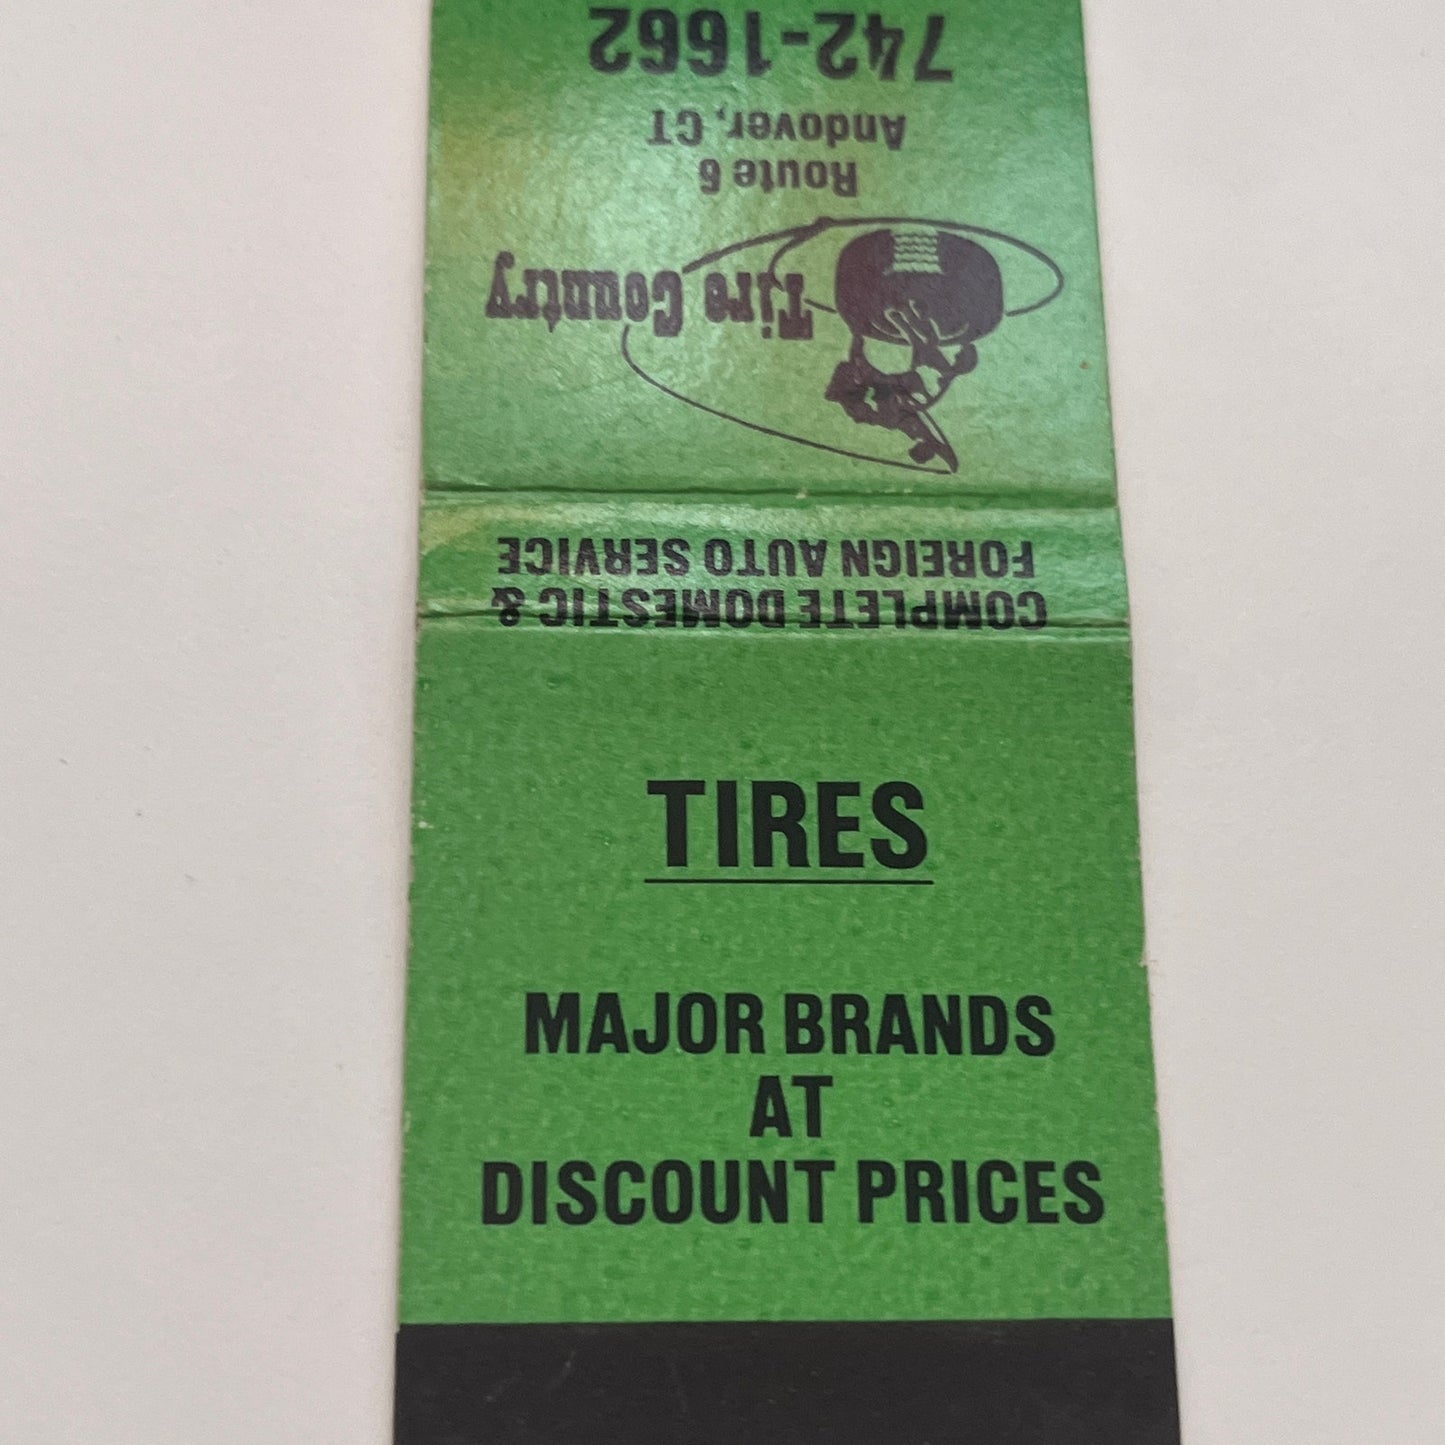 Tire Country
Route 6
Andover, CT
742-1662
COMPLETE DOMESTIC &
FOREIGN AUTO SERVICE
TIRES
MAJOR BRANDS
AT
DISCOUNT PRICES